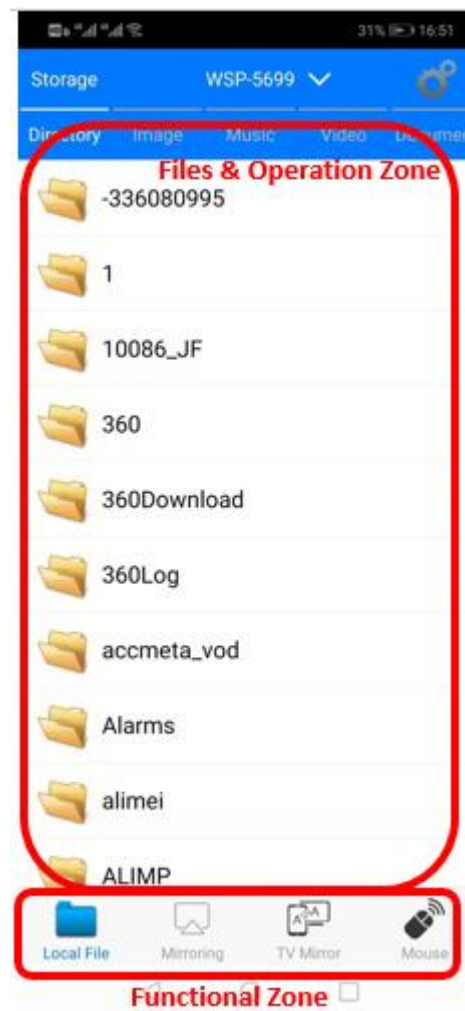 31% 16:51
Storage WSP-5699
Directory Image Music Video Documen
Files & Operation Zone
-336080995
1
10086_JF
360
360Download
360Log
accmeta_vod
Alarms
alimei
ALIMP
Local File Mirroring TV Mirror Mouse
Functional Zone